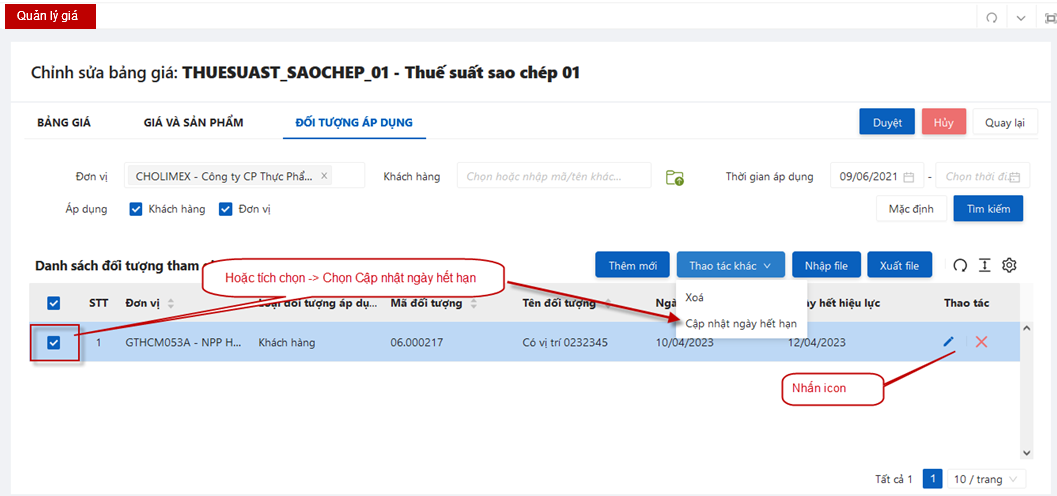 Quản lý giá
Chỉnh sửa bảng giá: THUESUAST_SAOCHEP_01 - Thuế suất sao chép 01
BẢNG GIÁ GIÁ VÀ SẢN PHẨM ĐỐI TƯỢNG ÁP DỤNG Duyệt Hủy Quay lại
Đơn vị CHOLIMEX - Công ty CP Thực Phẩ... × Khách hàng Chọn hoặc nhập mã/tên khác... Thời gian áp dụng 09/06/2021 - Chọn thời đi...
Áp dụng Khách hàng Đơn vị Mặc định Tìm kiếm
Danh sách đối tượng tham Thêm mới Thao tác khác Nhập file Xuất file
Hoặc tích chọn -> Chọn Cập nhật ngày hết hạn
STT Đơn vị Loại đối tượng áp dụ... Mã đối tượng Tên đối tượng Ngà y hết hiệu lực Thao tác
Xoá
Cập nhật ngày hết hạn
1 GTHCM053A - NPP H... Khách hàng 06.000217 Có vị trí 0232345 10/04/2023 12/04/2023
Nhấn icon
Tất cả 1 1 10 / trang